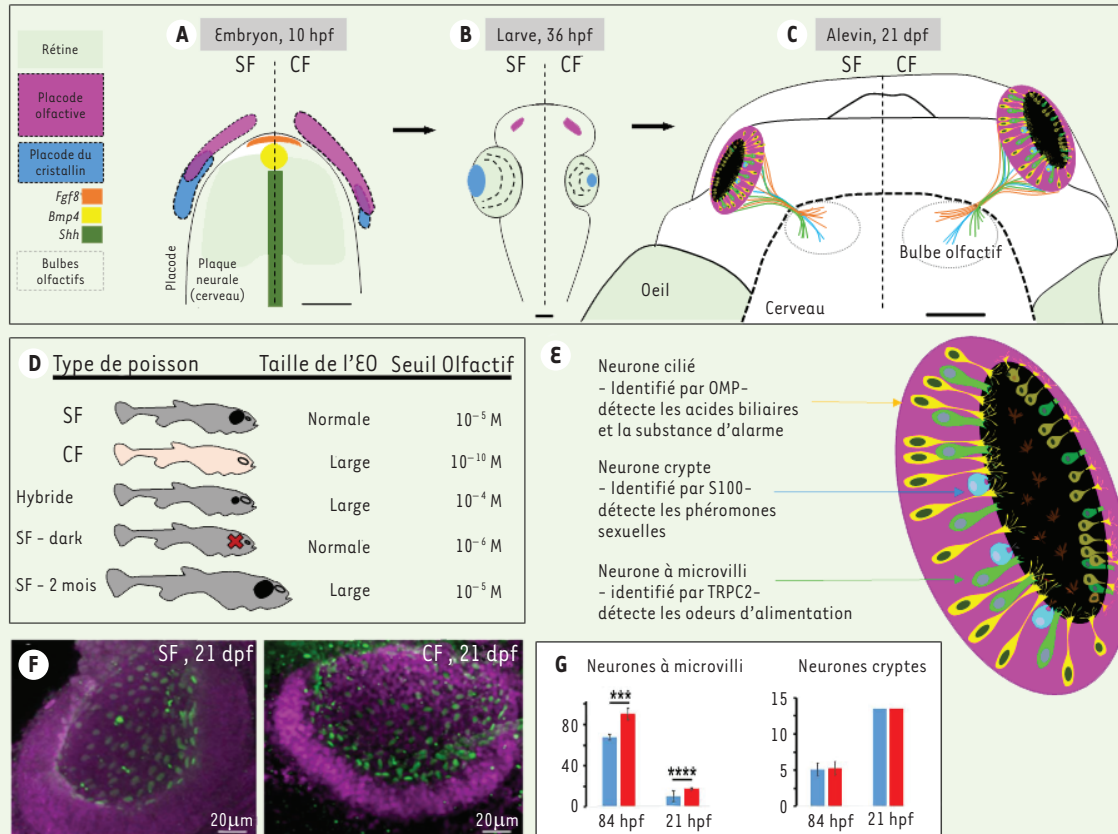 A Embryon, 10 hpf
SF CF
B Larve, 36 hpf
SF CF
C Alevin, 21 dpf
SF CF
Rétine
Placode
olfactive
Placode du
cristallin
Fgf8
Bmp4
Shh
Bulbes
olfactifs
Placode
Plaque
neurale
(cerveau)
Oeil
Cerveau
Bulbe olfactif
D Type de poisson Taille de l'EO Seuil Olfactif
SF Normale 10⁻⁵ M
CF Large 10⁻¹⁰ M
Hybride Large 10⁻⁴ M
SF – dark Normale 10⁻⁶ M
SF – 2 mois Large 10⁻⁵ M
E
Neurone cilié
– Identifié par OMP–
détecte les acides biliaires
et la substance d'alarme
Neurone crypte
– Identifié par S100–
détecte les phéromones
sexuelles
Neurone à microvilli
– identifié par TRPC2–
détecte les odeurs d'alimentation
F SF , 21 dpf
20µm
CF, 21 dpf
20µm
G Neurones à microvilli
80
40
0
***
****
84 hpf 21 hpf
Neurones cryptes
15
10
5
0
84 hpf 21 hpf